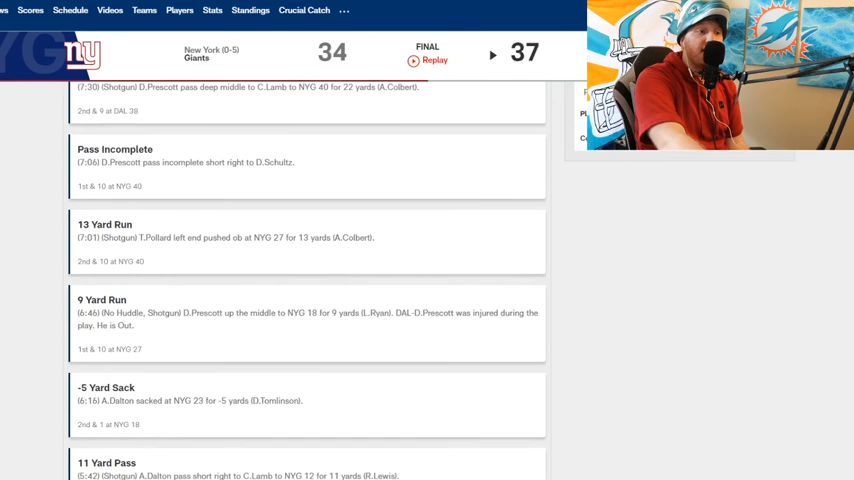 Scores Schedule Videos Teams Players Stats Standings Crucial Catch ...
NYG
ny
New York (0-5)
Giants
34
FINAL
Replay
37
(7:30) (Shotgun) D.Prescott pass deep middle to C.Lamb to NYG 40 for 22 yards (A.Colbert).
2nd & 9 at DAL 38
Pass Incomplete
(7:06) D.Prescott pass incomplete short right to D.Schultz.
1st & 10 at NYG 40
13 Yard Run
(7:01) (Shotgun) T.Pollard left end pushed ob at NYG 27 for 13 yards (A.Colbert).
2nd & 10 at NYG 40
9 Yard Run
(6:46) (No Huddle, Shotgun) D.Prescott up the middle to NYG 18 for 9 yards (L.Ryan). DAL-D.Prescott was injured during the
play. He is Out.
1st & 10 at NYG 27
-5 Yard Sack
(6:16) A.Dalton sacked at NYG 23 for -5 yards (D.Tomlinson).
2nd & 1 at NYG 18
11 Yard Pass
(5:42) (Shotgun) A.Dalton pass short right to C.Lamb to NYG 12 for 11 yards (R.Lewis).